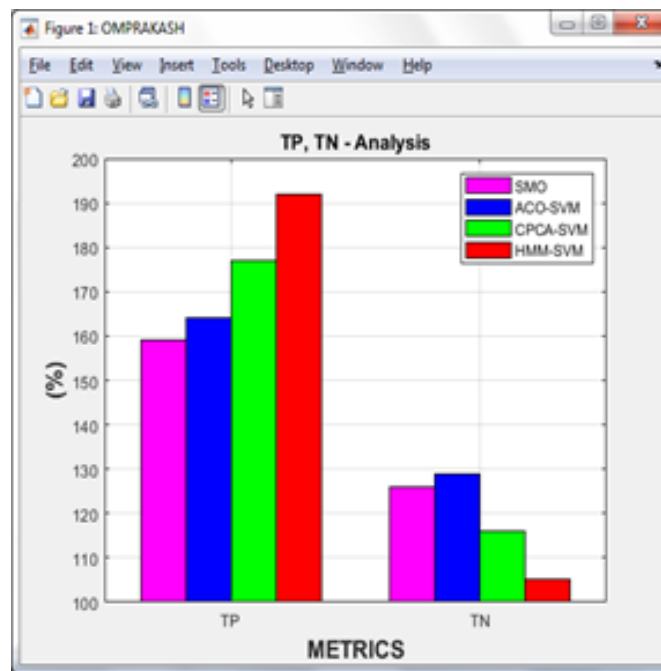 Figure 1: OMPRAKASH
File Edit View Insert Tools Desktop Window Help
TP, TN - Analysis
200
190
180
170
160
150
140
130
120
110
100
(%)
SMO
ACO-SVM
CPCA-SVM
HMM-SVM
TP TN
METRICS